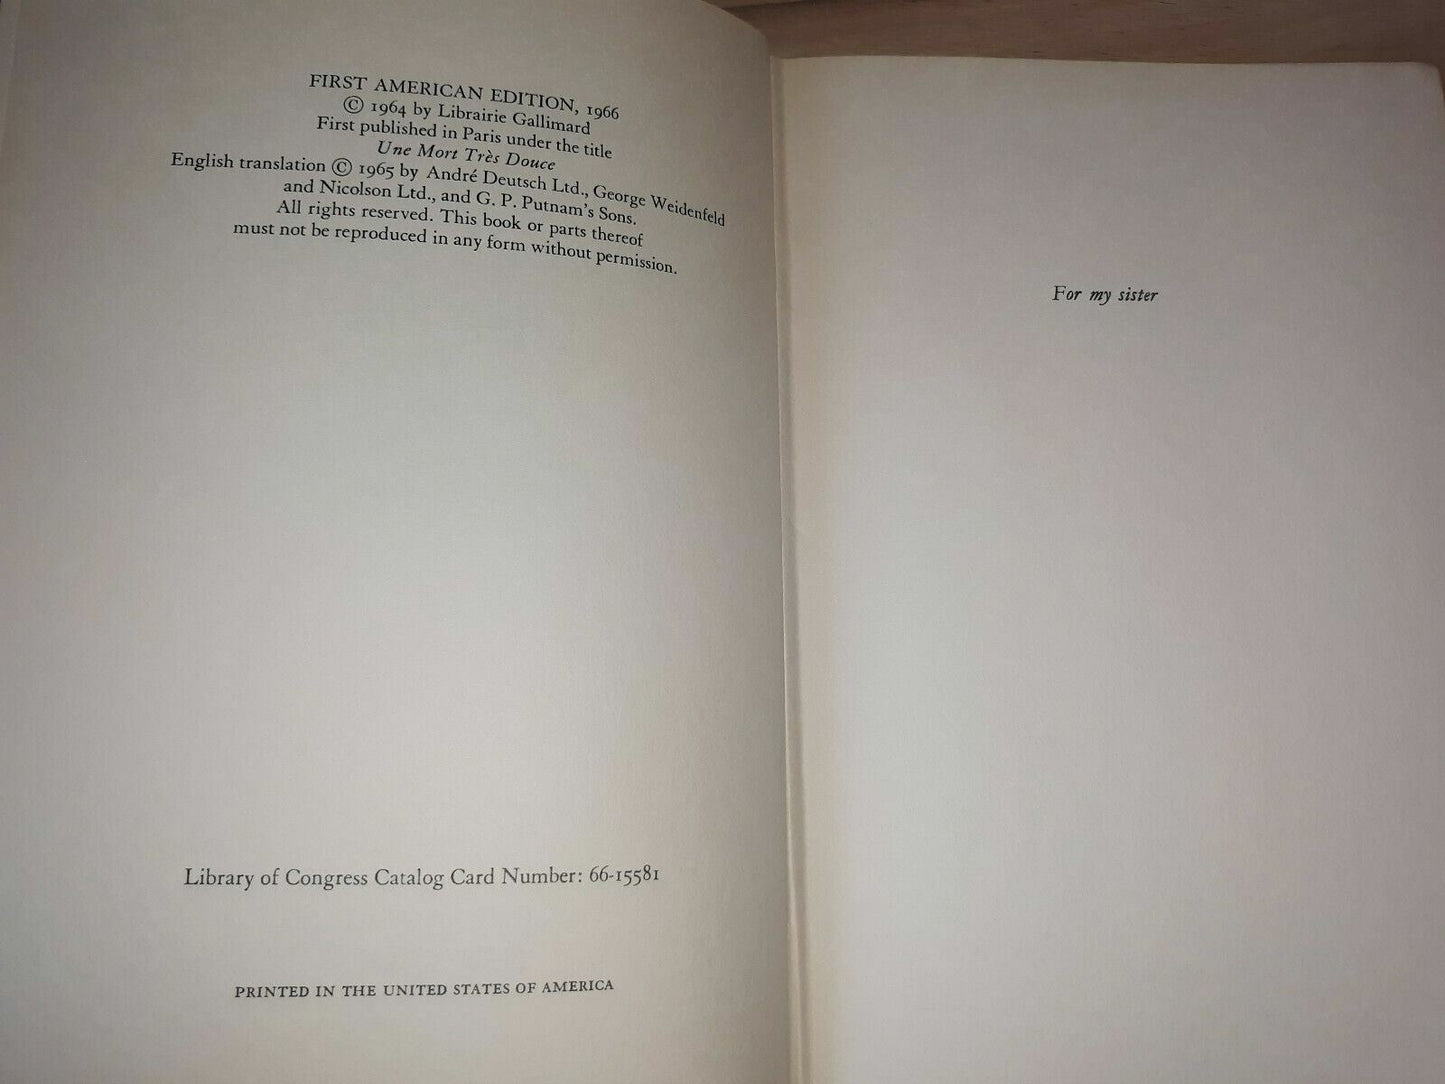 FIRST AMERICAN EDITION, 1966
© 1964 by Librairie Gallimard
First published in Paris under the title
Une Mort Très Douce
English translation © 1965 by André Deutsch Ltd., George Weidenfeld
and Nicolson Ltd., and G. P. Putnam's Sons.
All rights reserved. This book or parts thereof
must not be reproduced in any form without permission.
Library of Congress Catalog Card Number: 66-15581
PRINTED IN THE UNITED STATES OF AMERICA
For my sister